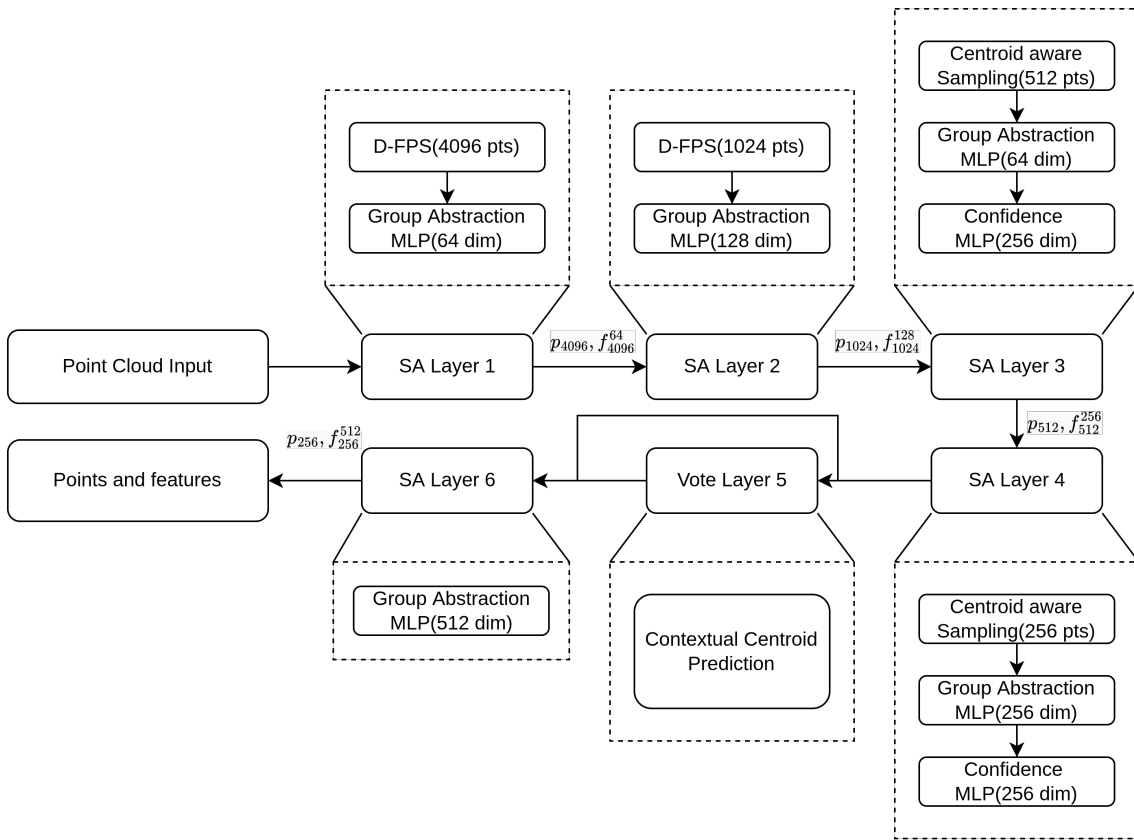 Centroid aware
Sampling(512 pts)
D-FPS(4096 pts)
D-FPS(1024 pts)
Group Abstraction
MLP(64 dim)
Group Abstraction
MLP(64 dim)
Group Abstraction
MLP(128 dim)
Confidence
MLP(256 dim)
Point Cloud Input
SA Layer 1
$p_{4096}, f_{4096}^{64}$
SA Layer 2
$p_{1024}, f_{1024}^{128}$
SA Layer 3
$p_{512}, f_{512}^{256}$
SA Layer 4
Vote Layer 5
SA Layer 6
$p_{256}, f_{256}^{512}$
Points and features
Group Abstraction
MLP(512 dim)
Contextual Centroid
Prediction
Centroid aware
Sampling(256 pts)
Group Abstraction
MLP(256 dim)
Confidence
MLP(256 dim)